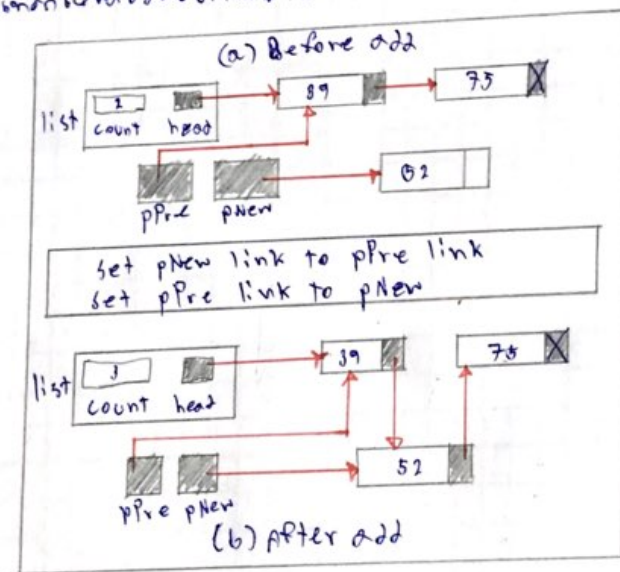 (a) Before add
list
count head
39
75
pPre pNew
52
set pNew link to pPre link
set pPre link to pNew
list
3
count head
39
75
52
pPre pNew
(b) After add